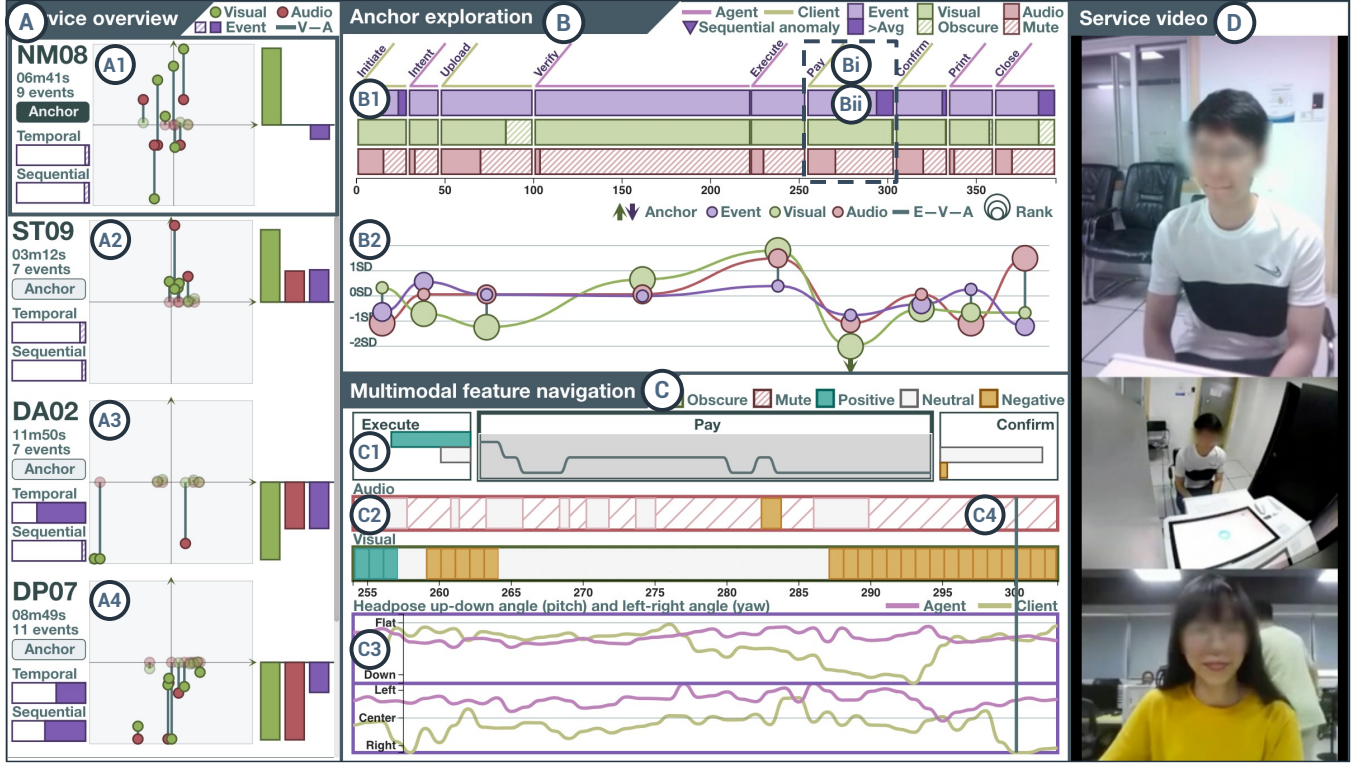 A
vice overview
Visual
Audio
Event
V—A
NM08
06m41s
9 events
Anchor
Temporal
Sequential
A1
ST09
03m12s
7 events
Anchor
Temporal
Sequential
A2
DA02
11m50s
7 events
Anchor
Temporal
Sequential
A3
DP07
08m49s
11 events
Anchor
Temporal
Sequential
A4
Anchor exploration
B
Agent
Client
Event
Visual
Audio
Sequential anomaly
>Avg
Obscure
Mute
Initiate
Intent
Upload
Verify
Execute
Pay
Confirm
Print
Close
Bi
Bii
B1
0 50 100 150 200 250 300 350
Anchor Event Visual Audio E—V—A Rank
B2
1SD
0SD
-1S
-2SD
Multimodal feature navigation
C
Obscure Mute Positive Neutral Negative
Execute Pay Confirm
C1
Audio
C2
C4
Visual
255 260 265 270 275 280 285 290 295 300
Headpose up-down angle (pitch) and left-right angle (yaw)
Agent
Client
Flat
C3
Down
Left
Center
Right
Service video
D